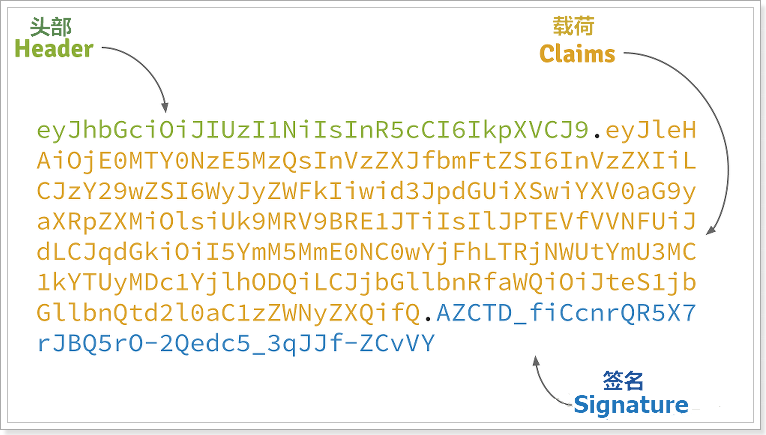 头部
Header
载荷
Claims
eyJhbGciOiJIUzI1NiIsInR5cCI6IkpXVCJ9.eyJleH
AiOjE0MTY0NzE5MzQsInVzZXJfbmFtZSI6InVzZXIiL
CJzY29wZSI6WyJyZWFkIiwid3JpdGUiXSwiYXV0aG9y
aXRpZXMiOlsiUk9MRV9BRE1JTiIsIlJPTEVfVVNFUiJ
dLCJqdGkiOiI5YmM5MmE0NC0wYjFhLTRjNWUtYmU3MC
1kYTUyMDc1YjlhODQiLCJjbGllbnRfaWQiOiJteS1jb
GllbnQtd2l0aC1zZWNyZXQifQ.AZCTD_fiCcnrQR5X7
rJBQ5rO-2Qedc5_3qJJf-ZCvVY
签名
Signature